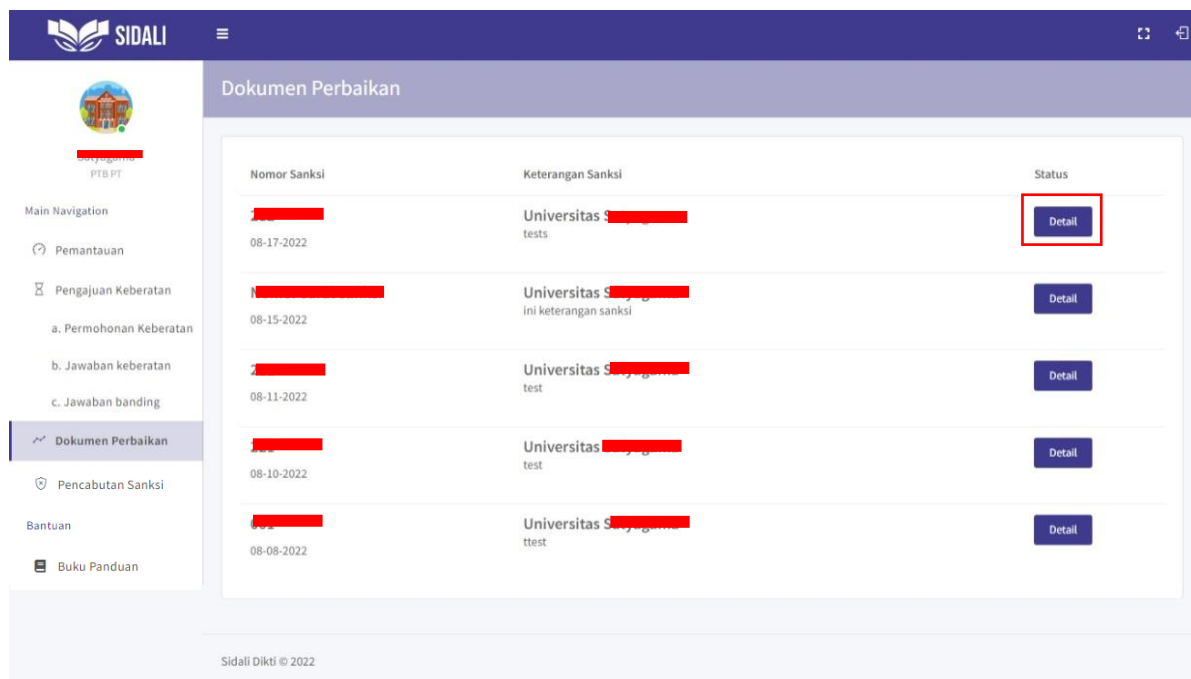 SIDALI
Dokumen Perbaikan
PTB PT
Main Navigation
Pemantauan
Pengajuan Keberatan
a. Permohonan Keberatan
b. Jawaban keberatan
c. Jawaban banding
Dokumen Perbaikan
Pencabutan Sanksi
Bantuan
Buku Panduan
Nomor Sanksi Keterangan Sanksi Status
Universitas
tests
Detail
08-17-2022
Universitas
ini keterangan sanksi
Detail
08-15-2022
Universitas
test
Detail
08-11-2022
Universitas
test
Detail
08-10-2022
Universitas
ttest
Detail
08-08-2022
Sidali Dikti © 2022